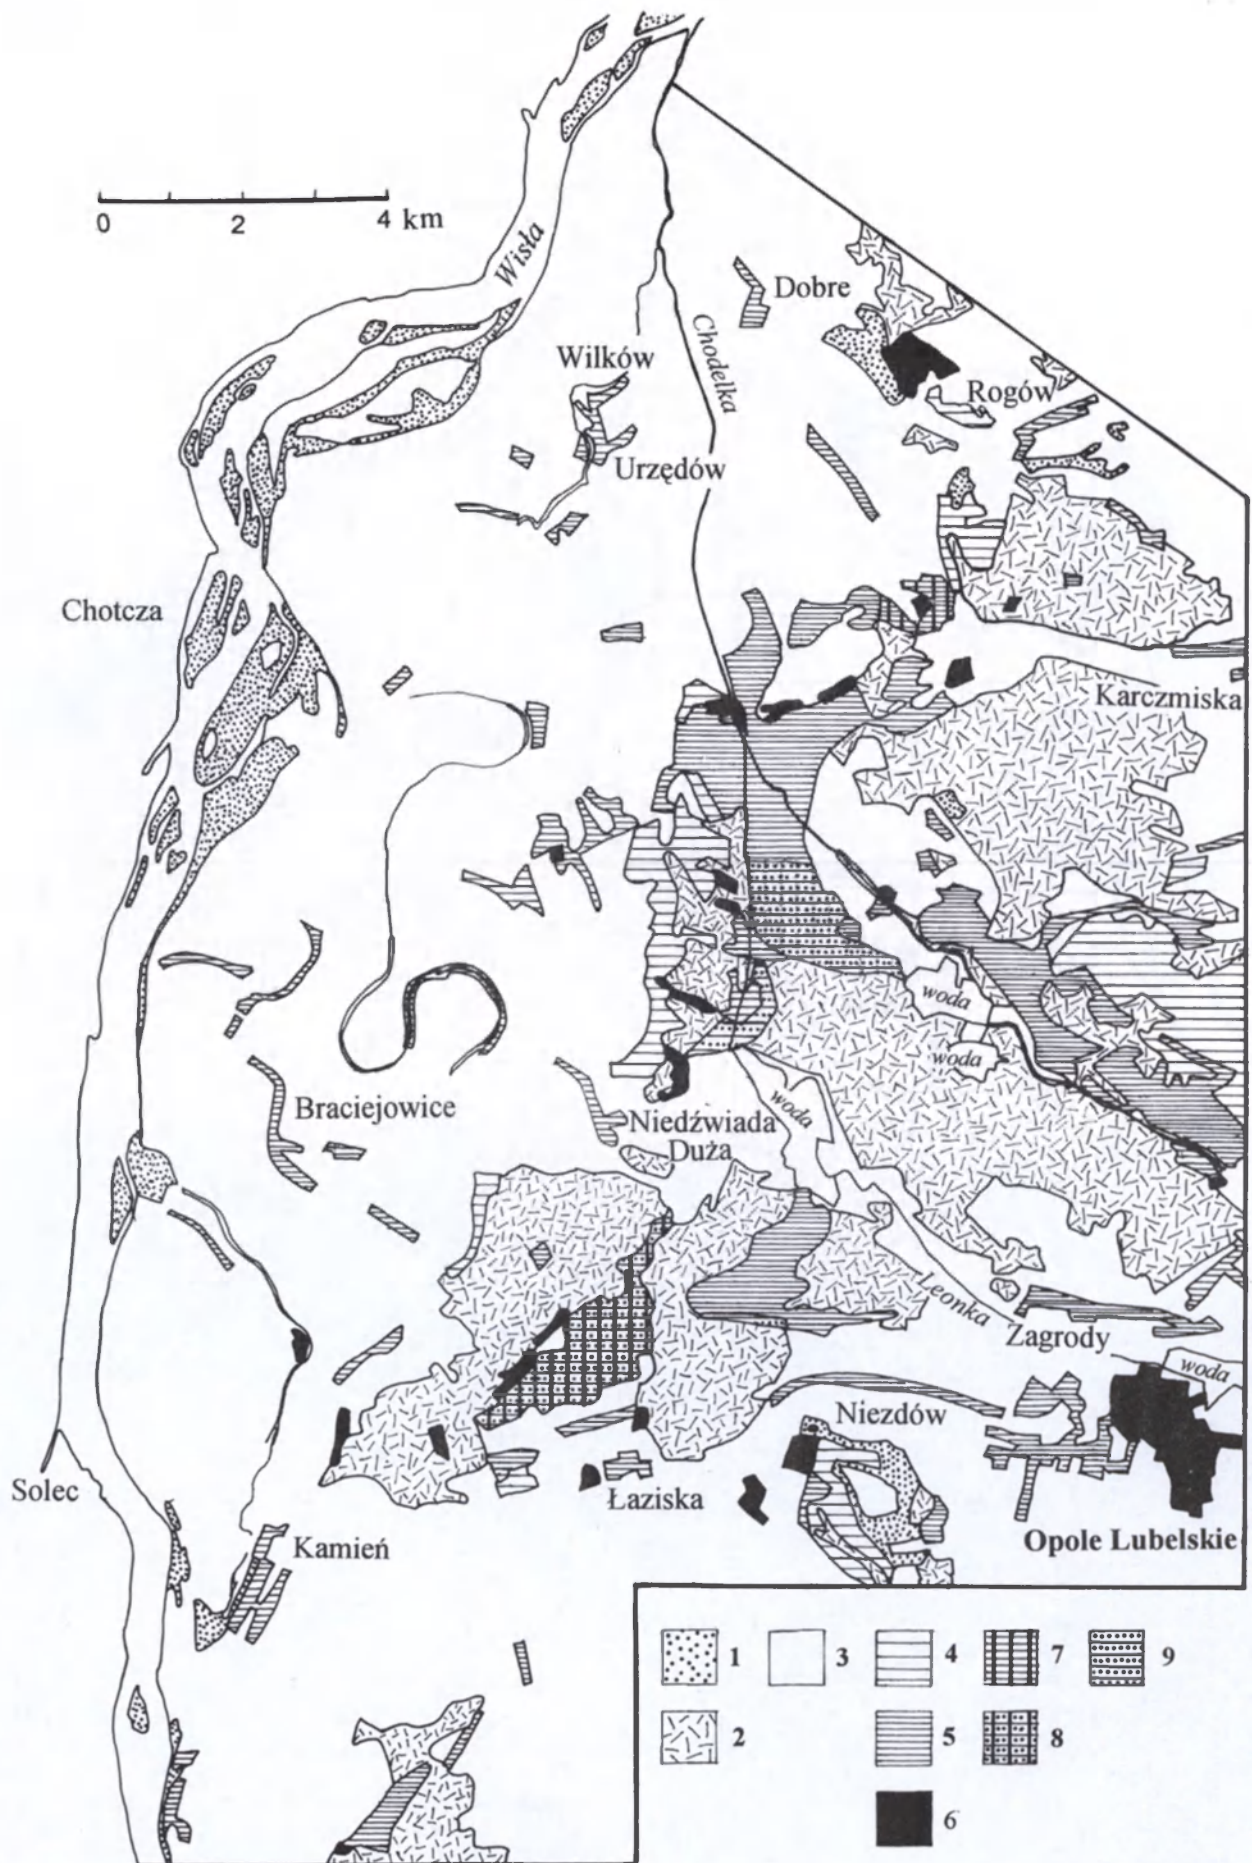 0 2 4 km
Wisła
Dobre
Chodelka
Wilków
Rogów
Urzędów
Chotcza
Karczmiska
woda
woda
Braciejowice
woda
Niedźwiada
Duża
Leonka
Zagrody
woda
Niezdów
Solec
Łaziska
Opole Lubelskie
Kamień
1 3 4 7 9
2 5 8
6